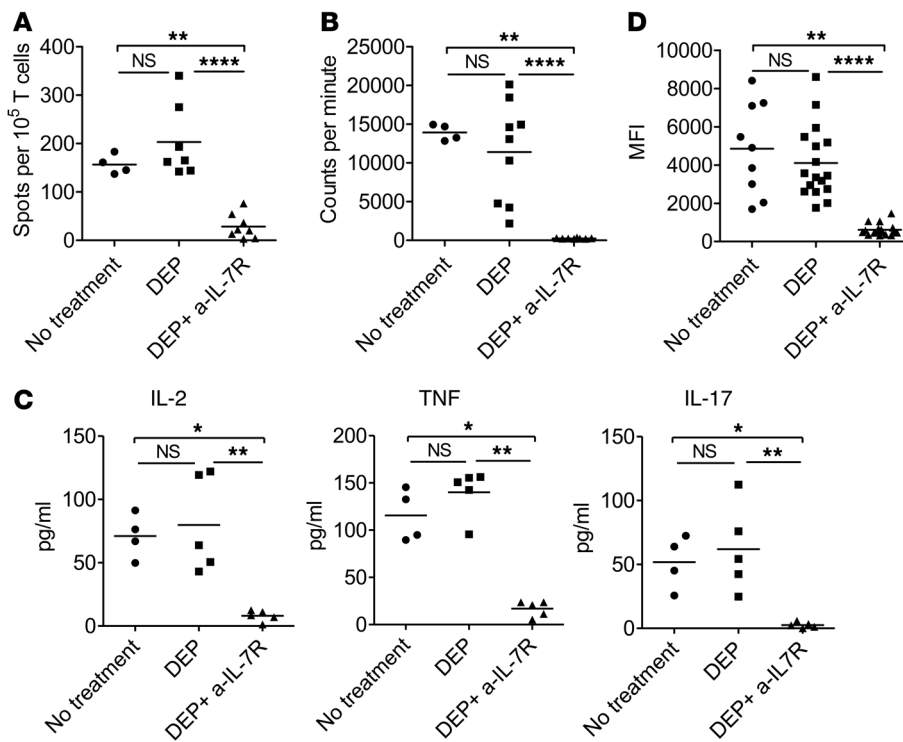 A
Spots per 10⁵ T cells
400
300
200
100
0
**
NS
****
No treatment
DEP
DEP+ a-IL-7R
B
Counts per minute
25000
20000
15000
10000
5000
0
**
NS
****
No treatment
DEP
DEP+ a-IL-7R
D
MFI
10000
8000
6000
4000
2000
0
**
NS
****
No treatment
DEP
DEP+ a-IL-7R
C
IL-2
pg/ml
150
100
50
0
*
NS
**
No treatment
DEP
DEP+ a-IL-7R
TNF
pg/ml
200
150
100
50
0
*
NS
**
No treatment
DEP
DEP+ a-IL-7R
IL-17
pg/ml
150
100
50
0
*
NS
**
No treatment
DEP
DEP+ a-IL7R